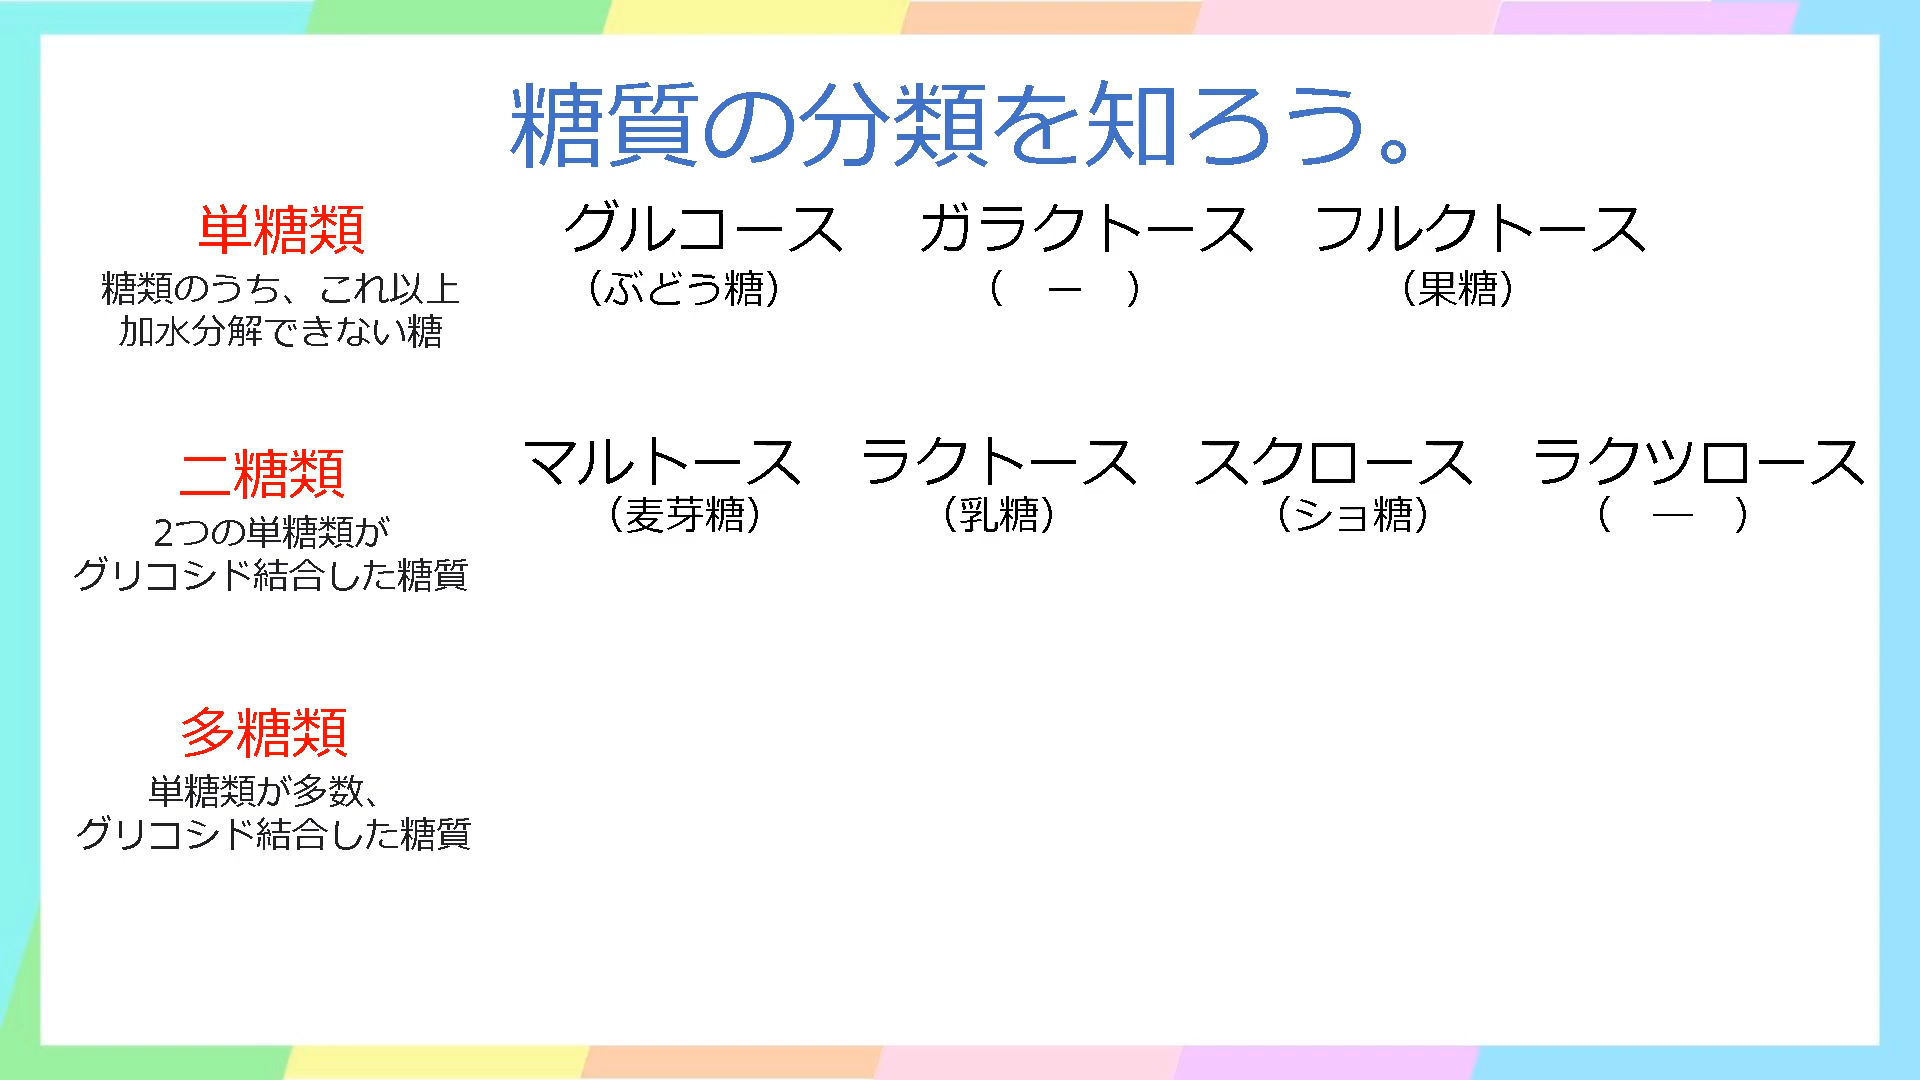 糖質の分類を知ろう。
単糖類
糖類のうち、これ以上
加水分解できない糖
グルコース ガラクトース フルクトース
（ぶどう糖） （ ー ） （果糖）
二糖類
2つの単糖類が
グリコシド結合した糖質
マルトース ラクトース スクロース ラクツロース
（麦芽糖） （乳糖） （ショ糖） （ ― ）
多糖類
単糖類が多数、
グリコシド結合した糖質